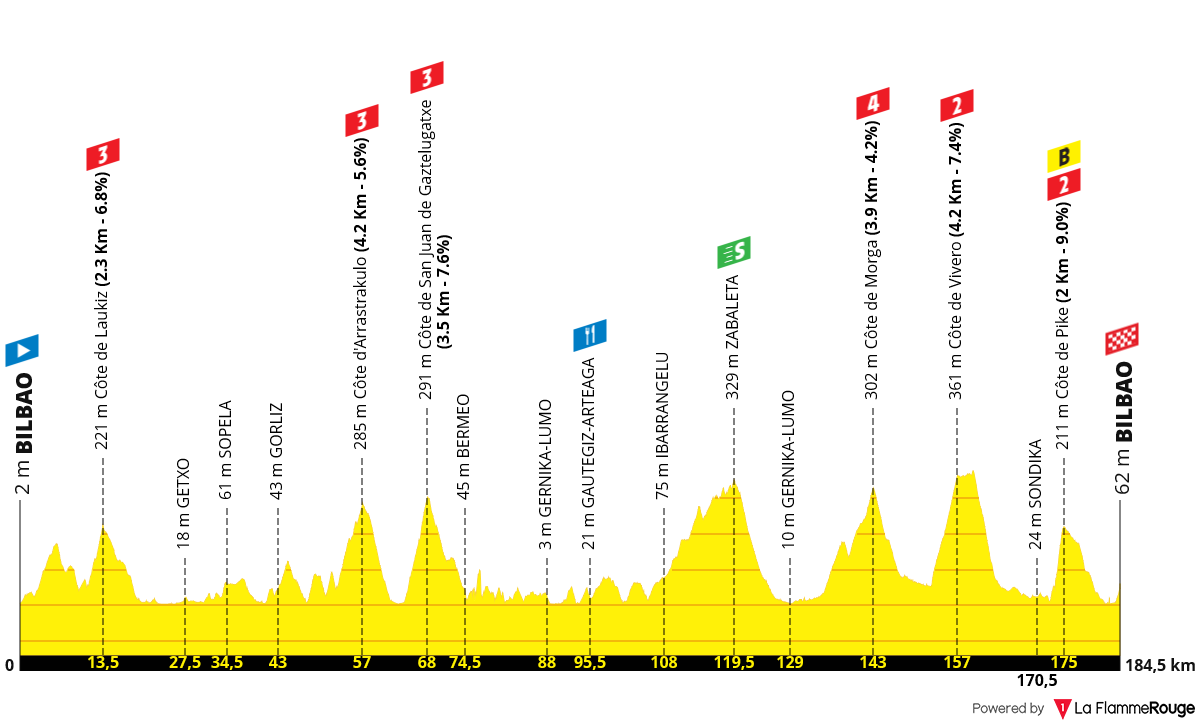 2 m BILBAO
3
221 m Côte de Laukiz (2.3 Km - 6.8%)
18 m GETXO
61 m SOPELA
43 m GORLIZ
3
285 m Côte d'Arrastrakulo (4.2 Km - 5.6%)
3
291 m Côte de San Juan de Gaztelugatxe
(3.5 Km - 7.6%)
45 m BERMEO
3 m GERNIKA-LUMO
21 m GAUTEGIZ-ARTEAGA
75 m IBARRANGELU
S
329 m ZABALETA
10 m GERNIKA-LUMO
4
302 m Côte de Morga (3.9 Km - 4.2%)
2
361 m Côte de Vivero (4.2 Km - 7.4%)
24 m SONDIKA
B
2
211 m Côte de Pike (2 Km - 9.0%)
62 m BILBAO
0 13,5 27,5 34,5 43 57 68 74,5 88 95,5 108 119,5 129 143 157 175 184,5 km
170,5
Powered by 1 La FlammeRouge